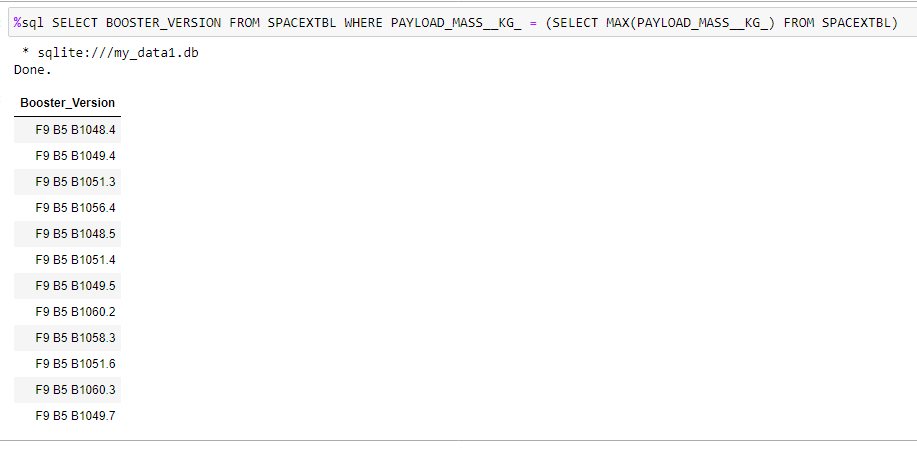 %sql SELECT BOOSTER_VERSION FROM SPACEXTBL WHERE PAYLOAD_MASS__KG_ = (SELECT MAX(PAYLOAD_MASS__KG_) FROM SPACEXTBL)
* sqlite:///my_data1.db
Done.
Booster_Version
F9 B5 B1048.4
F9 B5 B1049.4
F9 B5 B1051.3
F9 B5 B1056.4
F9 B5 B1048.5
F9 B5 B1051.4
F9 B5 B1049.5
F9 B5 B1060.2
F9 B5 B1058.3
F9 B5 B1051.6
F9 B5 B1060.3
F9 B5 B1049.7